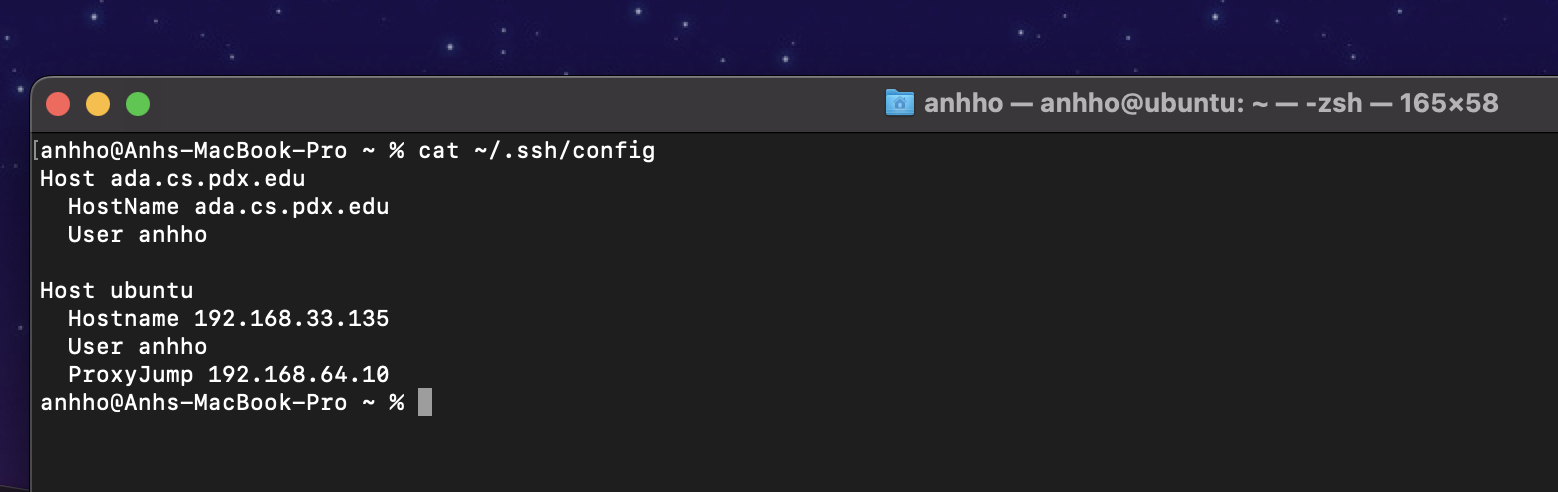 anhho — anhho@ubuntu: ~ — -zsh — 165×58
[anhho@Anhs-MacBook-Pro ~ % cat ~/.ssh/config
Host ada.cs.pdx.edu
  HostName ada.cs.pdx.edu
  User anhho

Host ubuntu
  Hostname 192.168.33.135
  User anhho
  ProxyJump 192.168.64.10
anhho@Anhs-MacBook-Pro ~ %